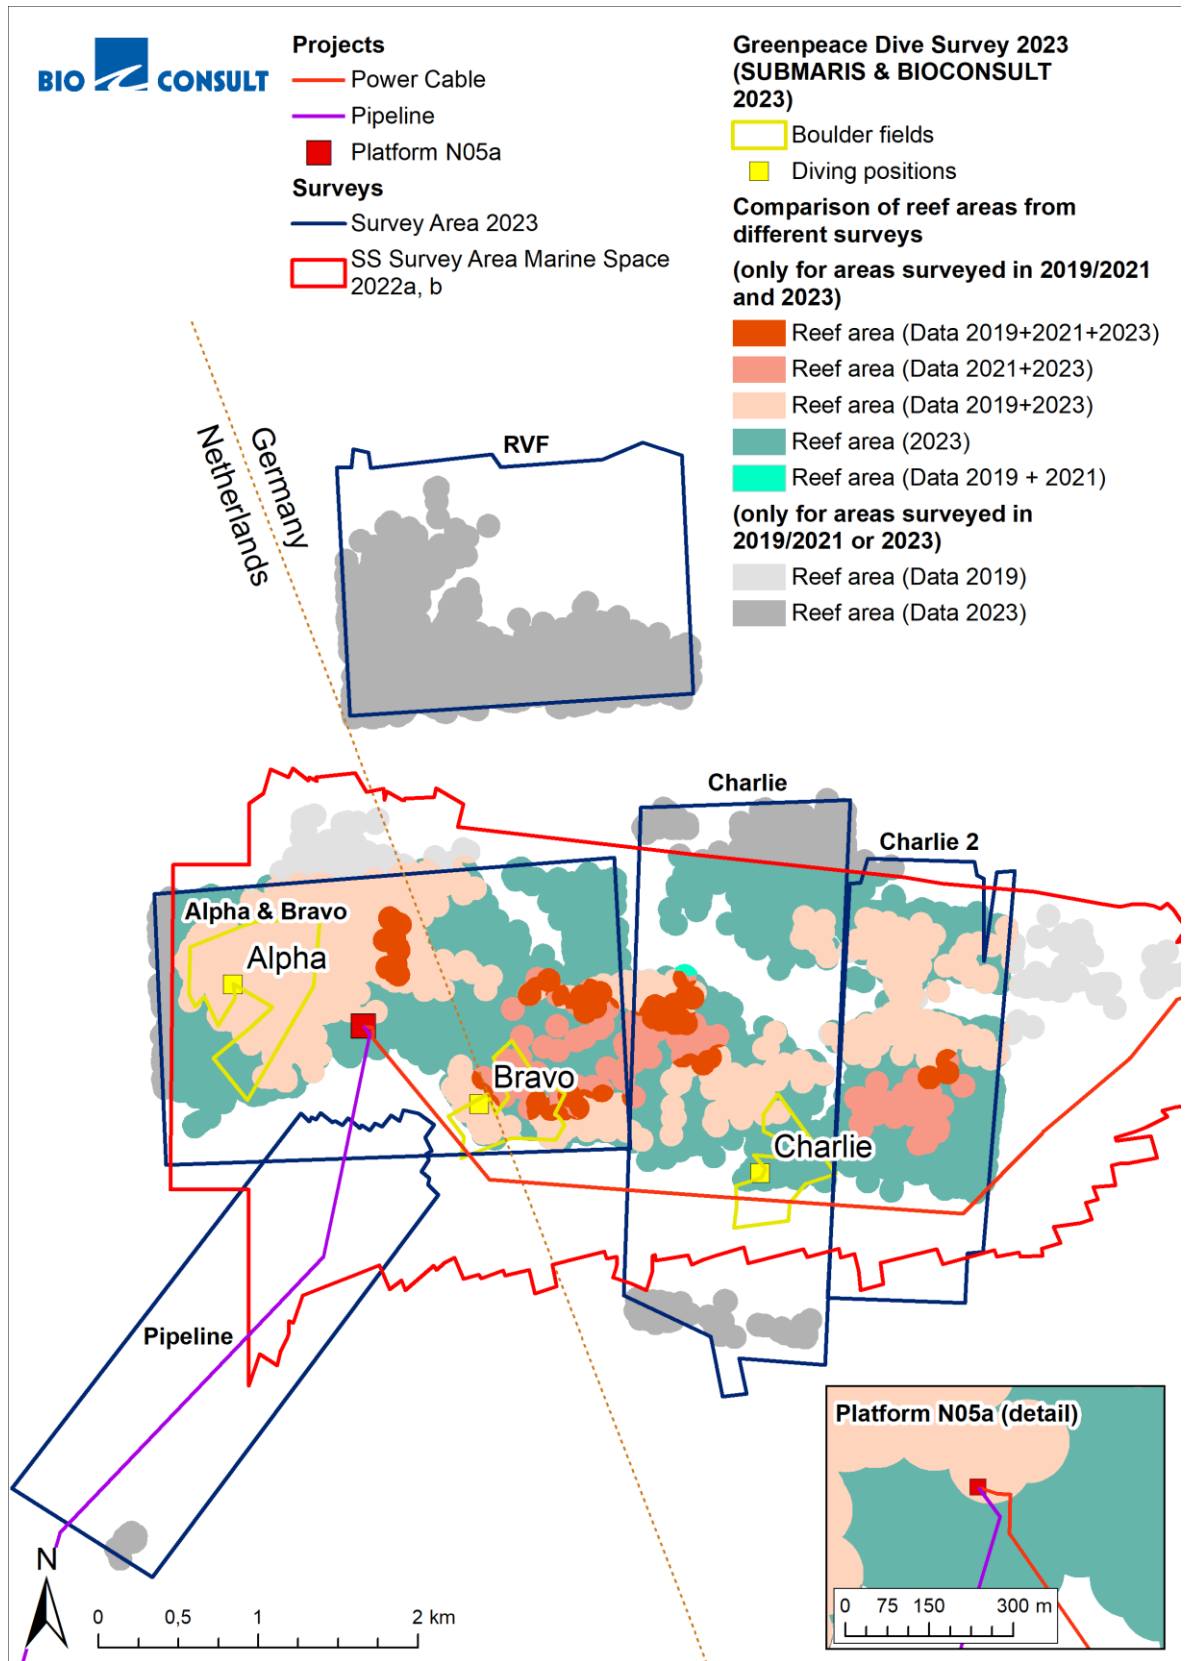 BIO CONSULT
Projects
Power Cable
Pipeline
Platform N05a
Surveys
Survey Area 2023
SS Survey Area Marine Space
2022a, b
Greenpeace Dive Survey 2023
(SUBMARIS & BIOCONSULT
2023)
Boulder fields
Diving positions
Comparison of reef areas from
different surveys
(only for areas surveyed in 2019/2021
and 2023)
Reef area (Data 2019+2021+2023)
Reef area (Data 2021+2023)
Reef area (Data 2019+2023)
Reef area (2023)
Reef area (Data 2019 + 2021)
(only for areas surveyed in
2019/2021 or 2023)
Reef area (Data 2019)
Reef area (Data 2023)
Germany
Netherlands
RVF
Charlie
Charlie 2
Alpha & Bravo
Alpha
Bravo
Charlie
Pipeline
Platform N05a (detail)
0 75 150 300 m
N
0 0,5 1 2 km